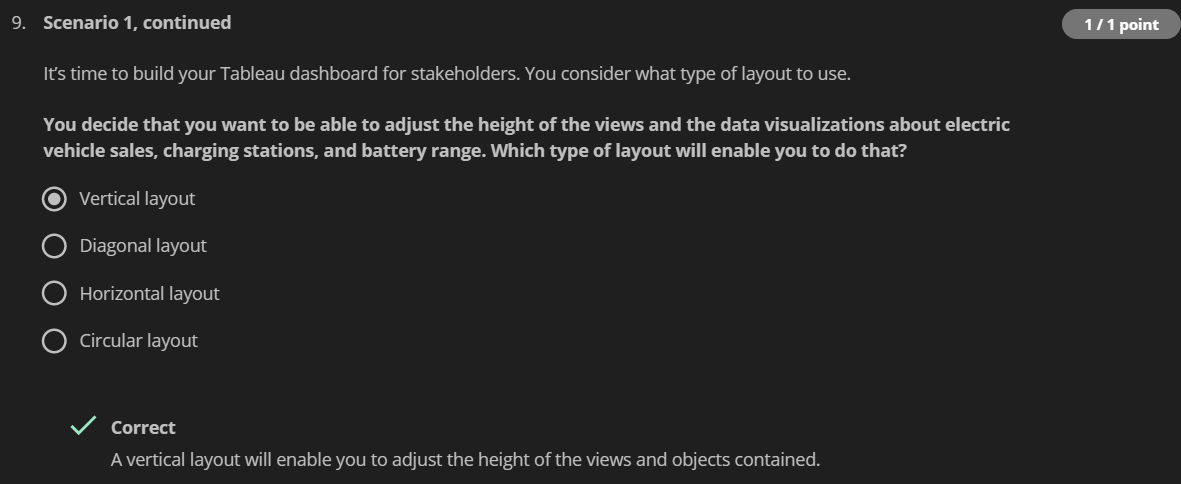 9. Scenario 1, continued
1 / 1 point
It's time to build your Tableau dashboard for stakeholders. You consider what type of layout to use.
You decide that you want to be able to adjust the height of the views and the data visualizations about electric
vehicle sales, charging stations, and battery range. Which type of layout will enable you to do that?
Vertical layout
Diagonal layout
Horizontal layout
Circular layout
Correct
A vertical layout will enable you to adjust the height of the views and objects contained.